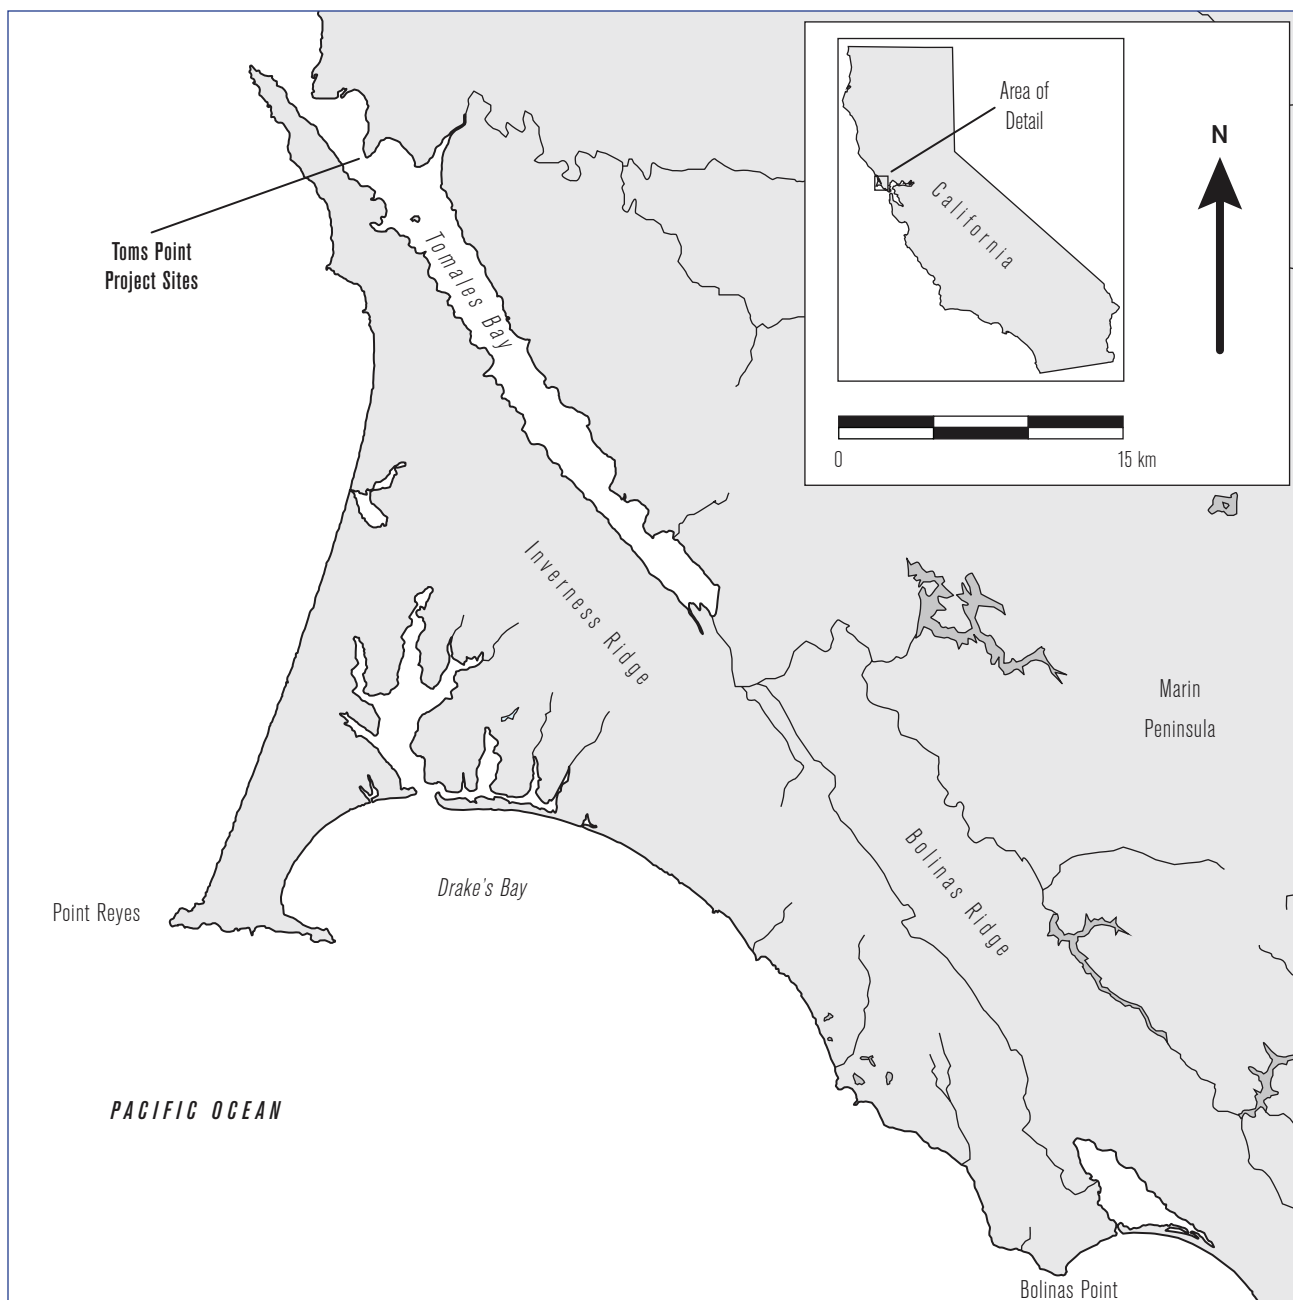 Area of
Detail
N
California
0
15 km
Toms Point
Project Sites
Tomales Bay
Inverness Ridge
Marin
Peninsula
Bolinas Ridge
Drake's Bay
Point Reyes
PACIFIC OCEAN
Bolinas Point